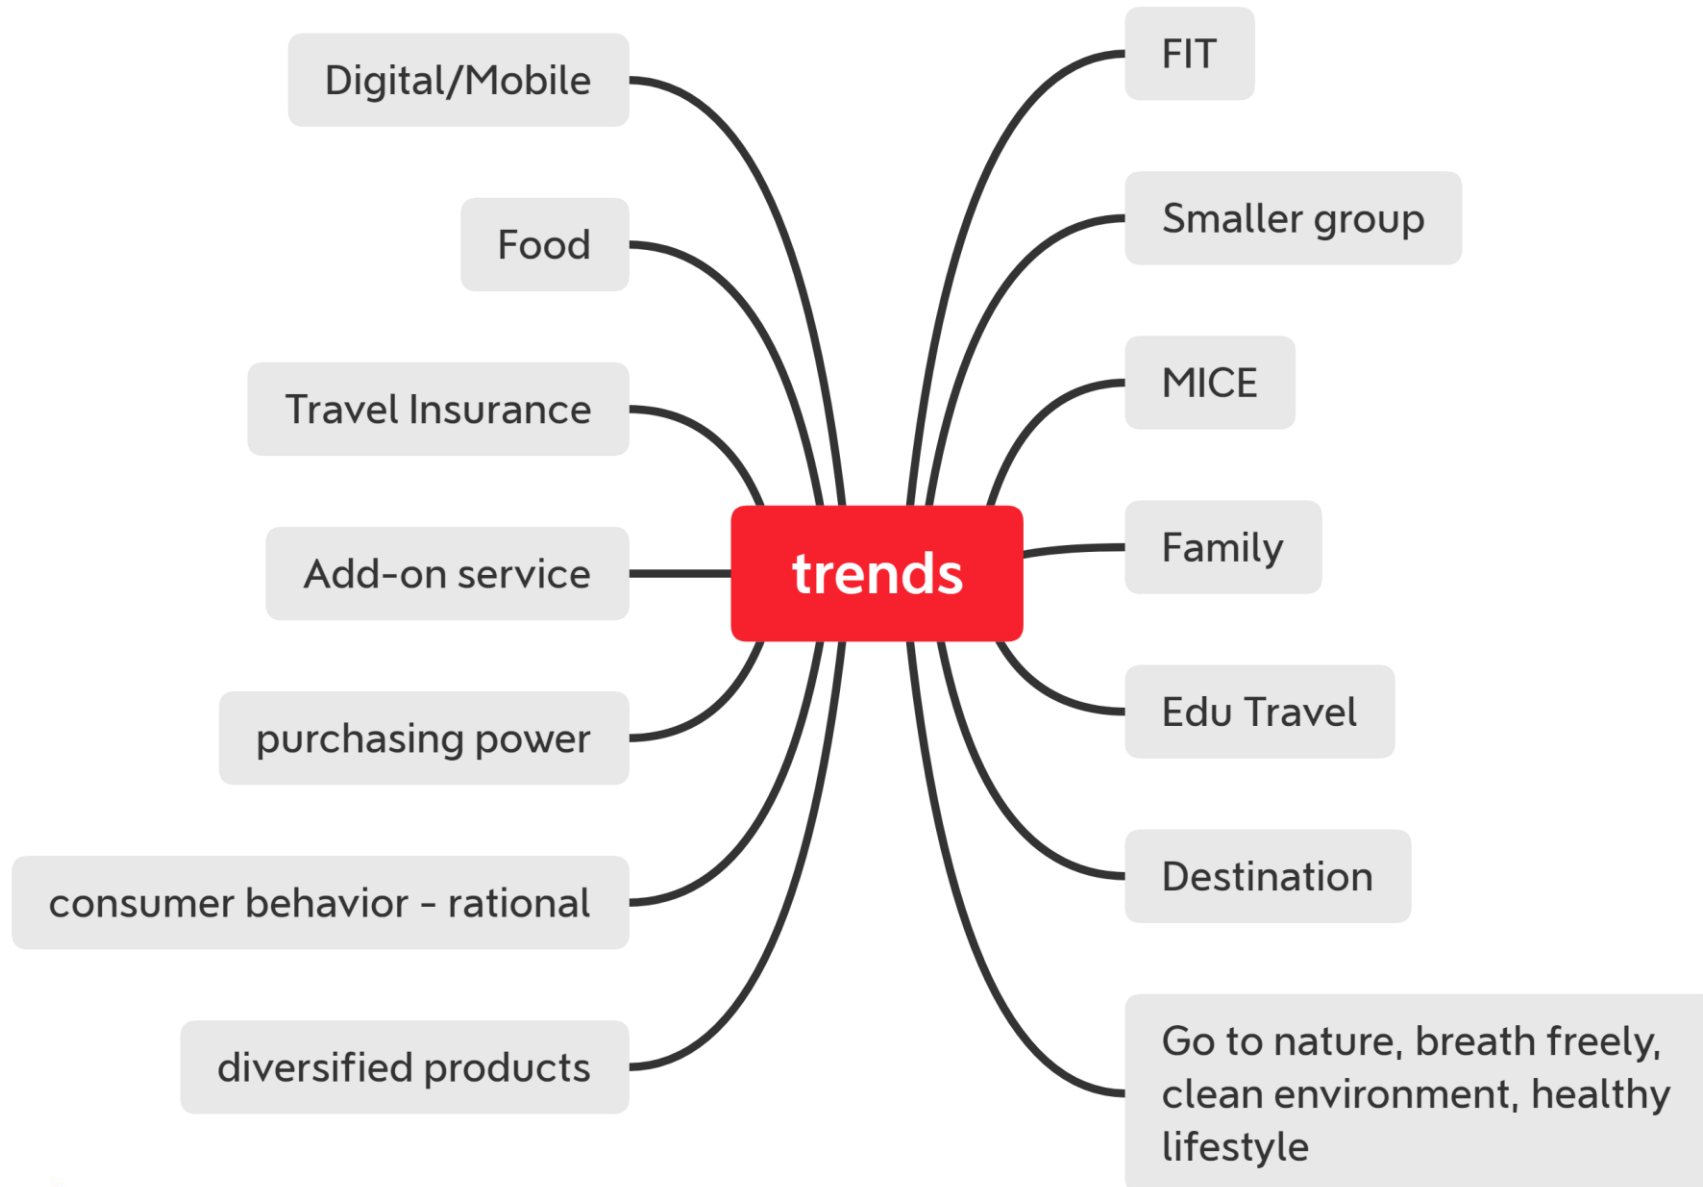 Digital/Mobile
Food
Travel Insurance
Add-on service
purchasing power
consumer behavior - rational
diversified products
trends
FIT
Smaller group
MICE
Family
Edu Travel
Destination
Go to nature, breath freely,
clean environment, healthy
lifestyle